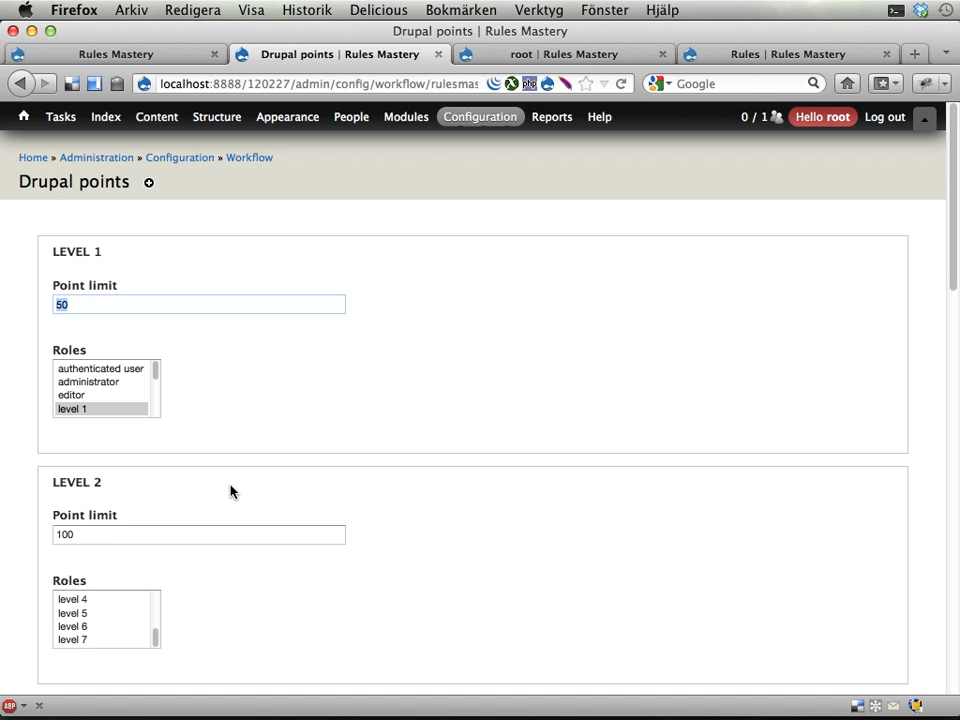 Firefox Arkiv Redigera Visa Historik Delicious Bokmärken Verktyg Fönster Hjälp
Drupal points | Rules Mastery
Rules Mastery
Drupal points | Rules Mastery
root | Rules Mastery
Rules | Rules Mastery
localhost:8888/120227/admin/config/workflow/rulesmas
php
Google
Tasks Index Content Structure Appearance People Modules Configuration Reports Help
0 / 1 Hello root Log out
Home » Administration » Configuration » Workflow
Drupal points
LEVEL 1
Point limit
50
Roles
authenticated user
administrator
editor
level 1
LEVEL 2
Point limit
100
Roles
level 4
level 5
level 6
level 7
ABP